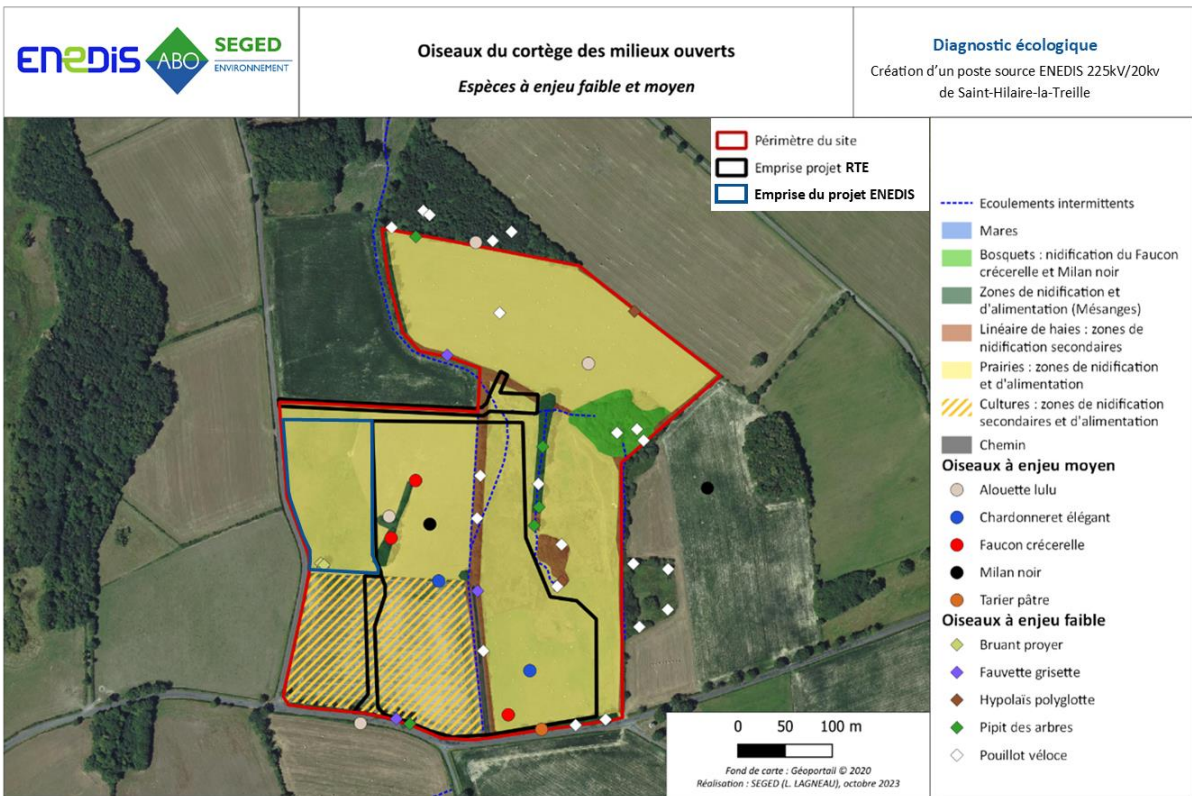 ENEDIS
ABO
SEGED
ENVIRONNEMENT
Oiseaux du cortège des milieux ouverts
Espèces à enjeu faible et moyen
Diagnostic écologique
Création d'un poste source ENEDIS 225kV/20kv
de Saint-Hilaire-la-Treille
Périmètre du site
Emprise projet RTE
Emprise du projet ENEDIS
Ecoulements intermittents
Mares
Bosquets : nidification du Faucon
crécerelle et Milan noir
Zones de nidification et
d'alimentation (Mésanges)
Linéaire de haies : zones de
nidification secondaires
Prairies : zones de nidification
et d'alimentation
Cultures : zones de nidification
secondaires et d'alimentation
Chemin
Oiseaux à enjeu moyen
Alouette lulu
Chardonneret élégant
Faucon crécerelle
Milan noir
Tarier pâtre
Oiseaux à enjeu faible
Bruant proyer
Fauvette grisette
Hypolaïs polyglotte
Pipit des arbres
Pouillot véloce
0 50 100 m
Fond de carte : Géoportail © 2020
Réalisation : SEGED (L. LAGNEAU), octobre 2023